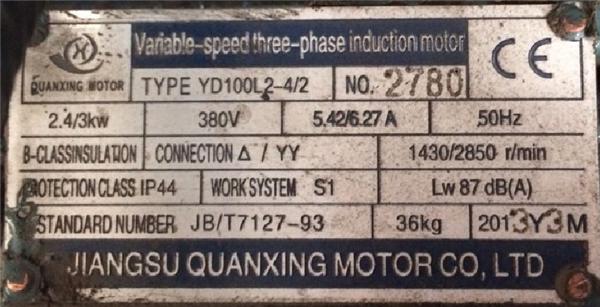 Variable-speed three-phase induction motor
CE
QUANXING MOTOR
TYPE YD100L2-4/2 NO. 2780
2.4/3kw 380V 5.42/6.27 A 50Hz
B-CLASSINSULATION CONNECTION Δ / YY 1430/2850 r/min
PROTECTION CLASS IP44 WORK SYSTEM S1 Lw 87 dB(A)
STANDARD NUMBER JB/T7127-93 36kg 2013Y3M
JIANGSU QUANXING MOTOR CO, LTD